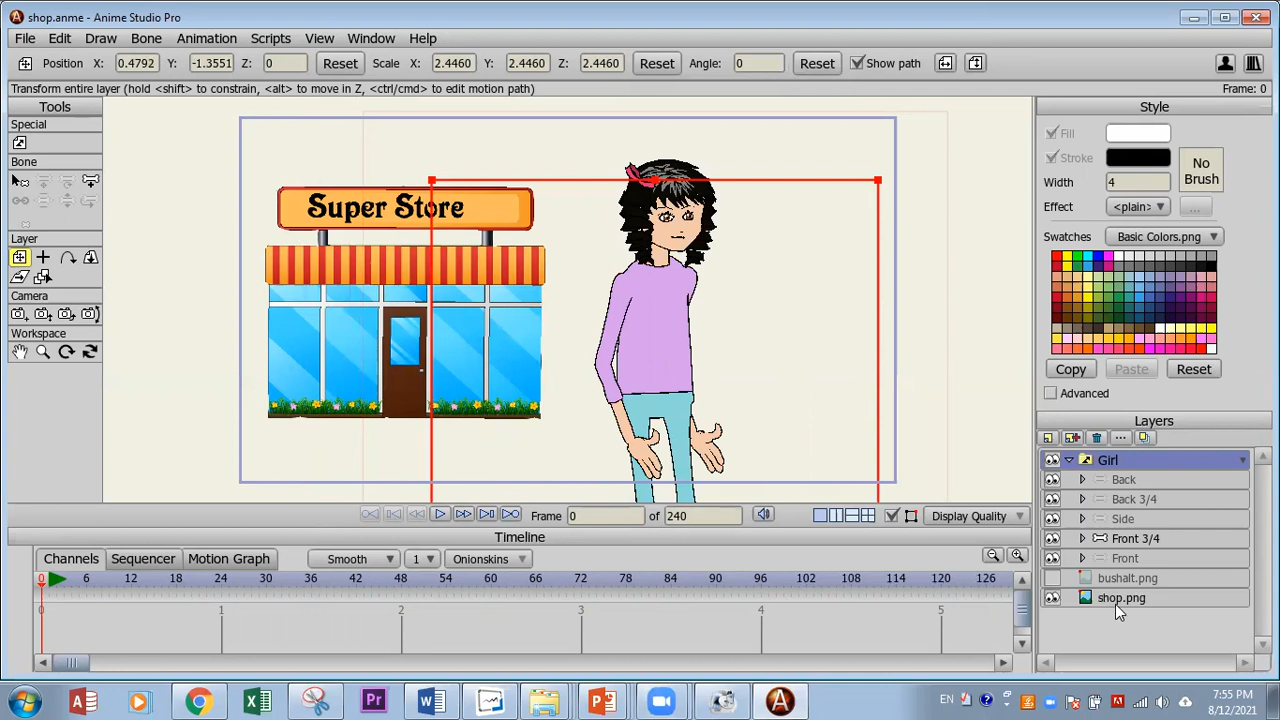 shop.anme - Anime Studio Pro
File Edit Draw Bone Animation Scripts View Window Help
Position X: 0.4792 Y: -1.3551 Z: 0 Reset Scale X: 2.4460 Y: 2.4460 Z: 2.4460 Reset Angle: 0 Reset Show path
Transform entire layer (hold <shift> to constrain, <alt> to move in Z, <ctrl/cmd> to edit motion path) Frame: 0
Tools
Special
Bone
Layer
Camera
Workspace
Super Store
Style
Fill
Stroke
No Brush
Width 4
Effect <plain> ...
Swatches Basic Colors.png
Copy Paste Reset
Advanced
Layers
Girl
Back
Back 3/4
Side
Front 3/4
Front
bushalt.png
shop.png
Frame 0 of 240 Display Quality
Timeline
Channels Sequencer Motion Graph Smooth 1 Onionskins
0 6 12 18 24 30 36 42 48 54 60 66 72 78 84 90 96 102 108 114 120 126
0 1 2 3 4 5
EN 7:55 PM
8/12/2021